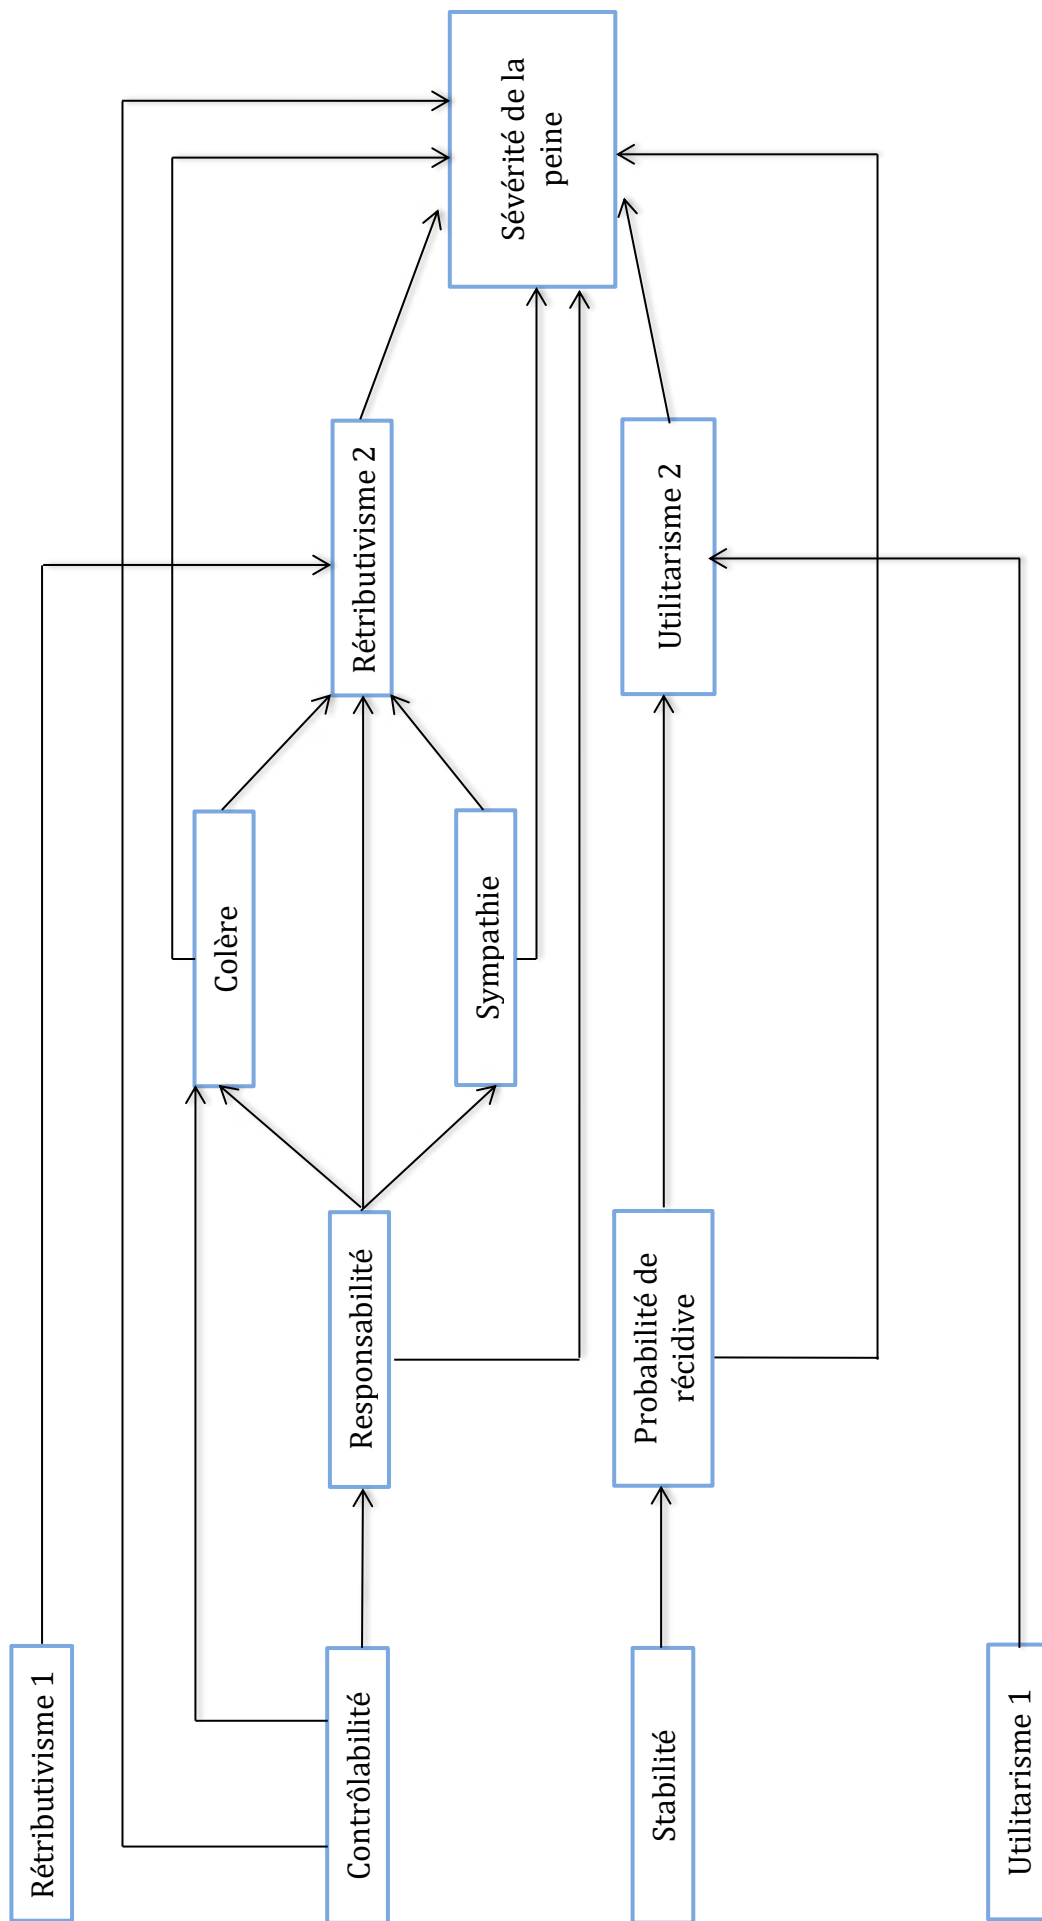 Rétributivisme 1
Contrôlabilité
Stabilité
Utilitarisme 1
Responsabilité
Probabilité de
récidive
Colère
Sympathie
Rétributivisme 2
Utilitarisme 2
Sévérité de la
peine